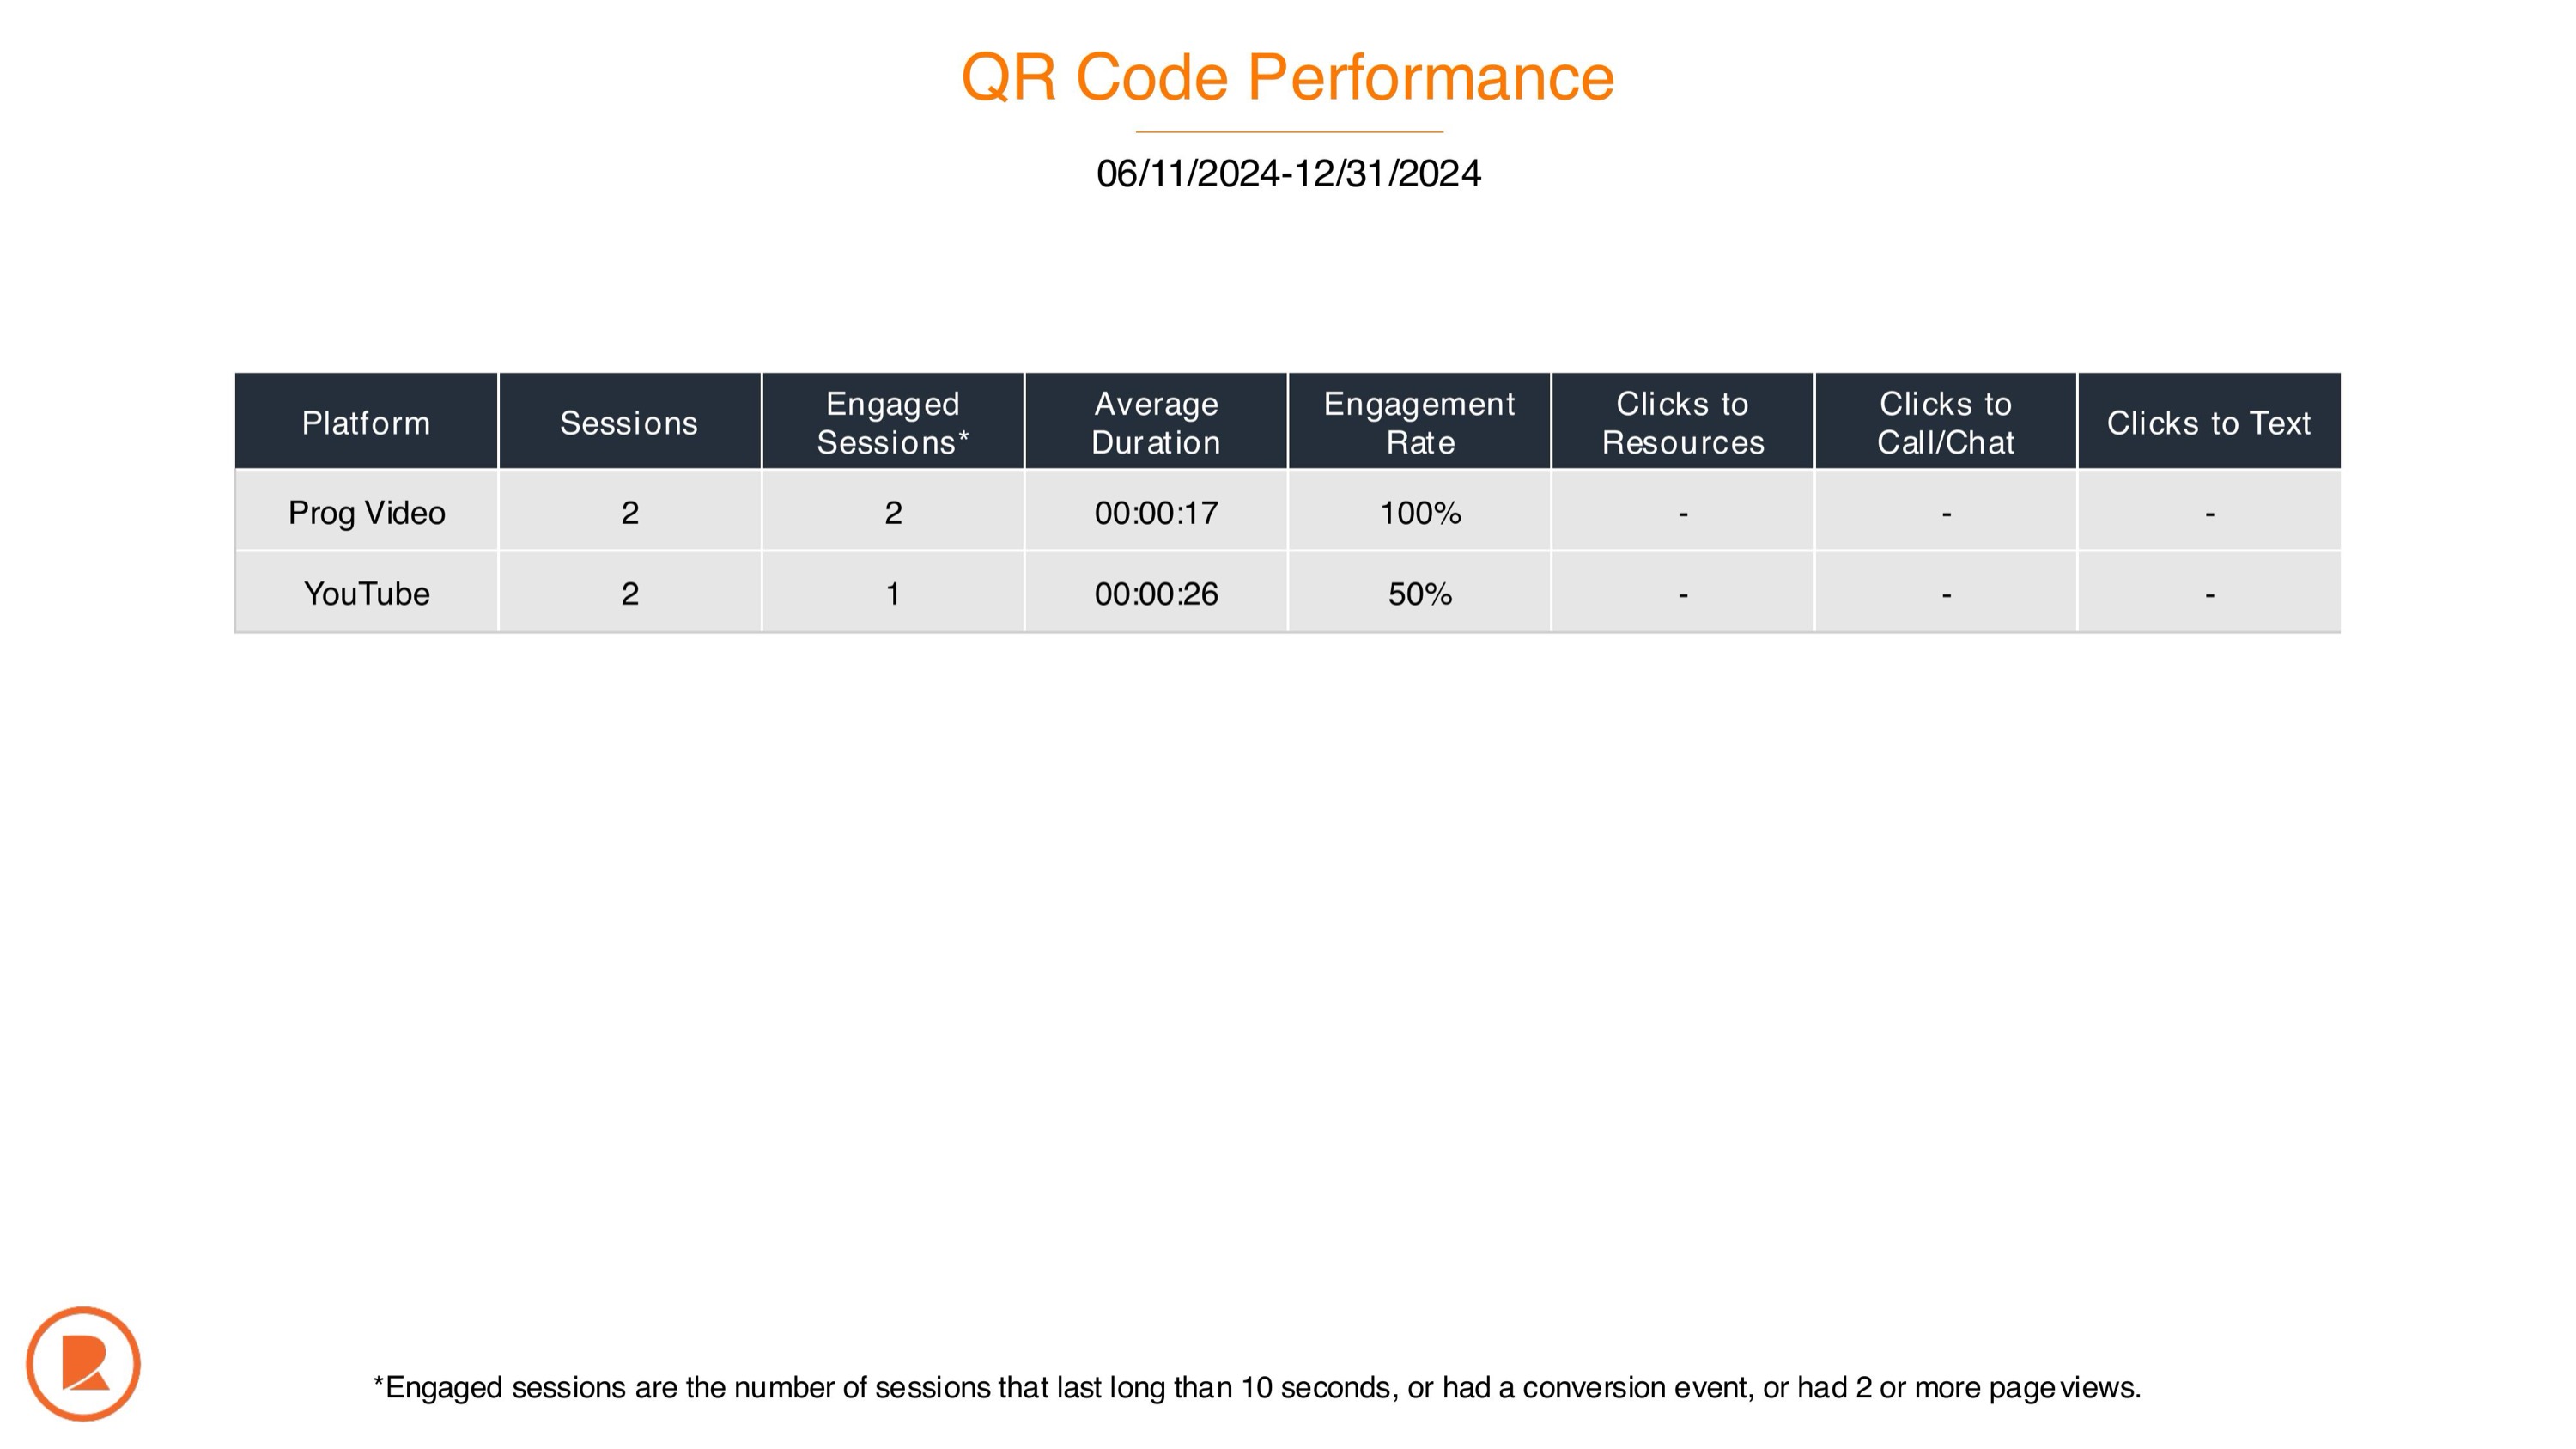 QR Code Performance
06/11/2024-12/31/2024
Platform Sessions Engaged Sessions* Average Duration Engagement Rate Clicks to Resources Clicks to Call/Chat Clicks to Text
Prog Video 2 2 00:00:17 100% - - -
YouTube 2 1 00:00:26 50% - - -
*Engaged sessions are the number of sessions that last long than 10 seconds, or had a conversion event, or had 2 or more page views.